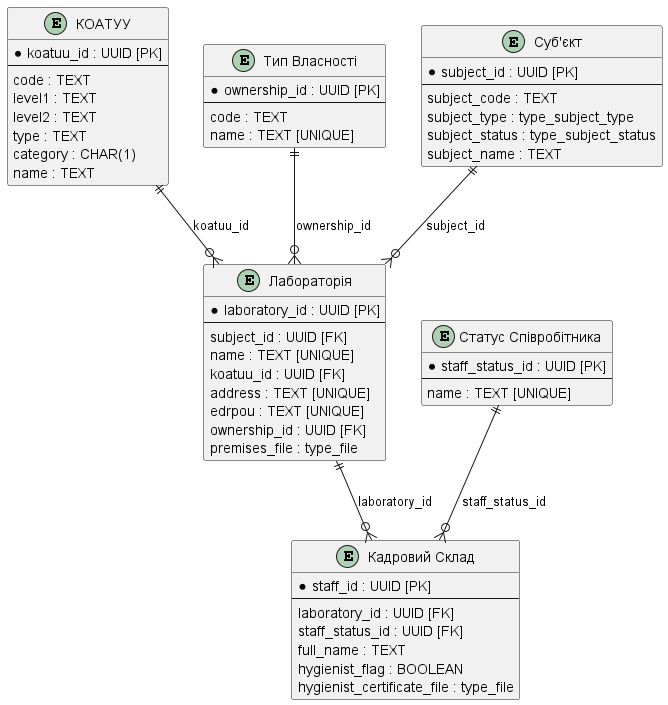 E КОАТУУ
koatuu_id : UUID [PK]
code : TEXT
level1 : TEXT
level2 : TEXT
type : TEXT
category : CHAR(1)
name : TEXT
E Тип Власності
ownership_id : UUID [PK]
code : TEXT
name : TEXT [UNIQUE]
E Суб'єкт
subject_id : UUID [PK]
subject_code : TEXT
subject_type : type_subject_type
subject_status : type_subject_status
subject_name : TEXT
koatuu_id
ownership_id
subject_id
E Лабораторія
laboratory_id : UUID [PK]
subject_id : UUID [FK]
name : TEXT [UNIQUE]
koatuu_id : UUID [FK]
address : TEXT [UNIQUE]
edrpou : TEXT [UNIQUE]
ownership_id : UUID [FK]
premises_file : type_file
E Статус Співробітника
staff_status_id : UUID [PK]
name : TEXT [UNIQUE]
laboratory_id
staff_status_id
E Кадровий Склад
staff_id : UUID [PK]
laboratory_id : UUID [FK]
staff_status_id : UUID [FK]
full_name : TEXT
hygienist_flag : BOOLEAN
hygienist_certificate_file : type_file